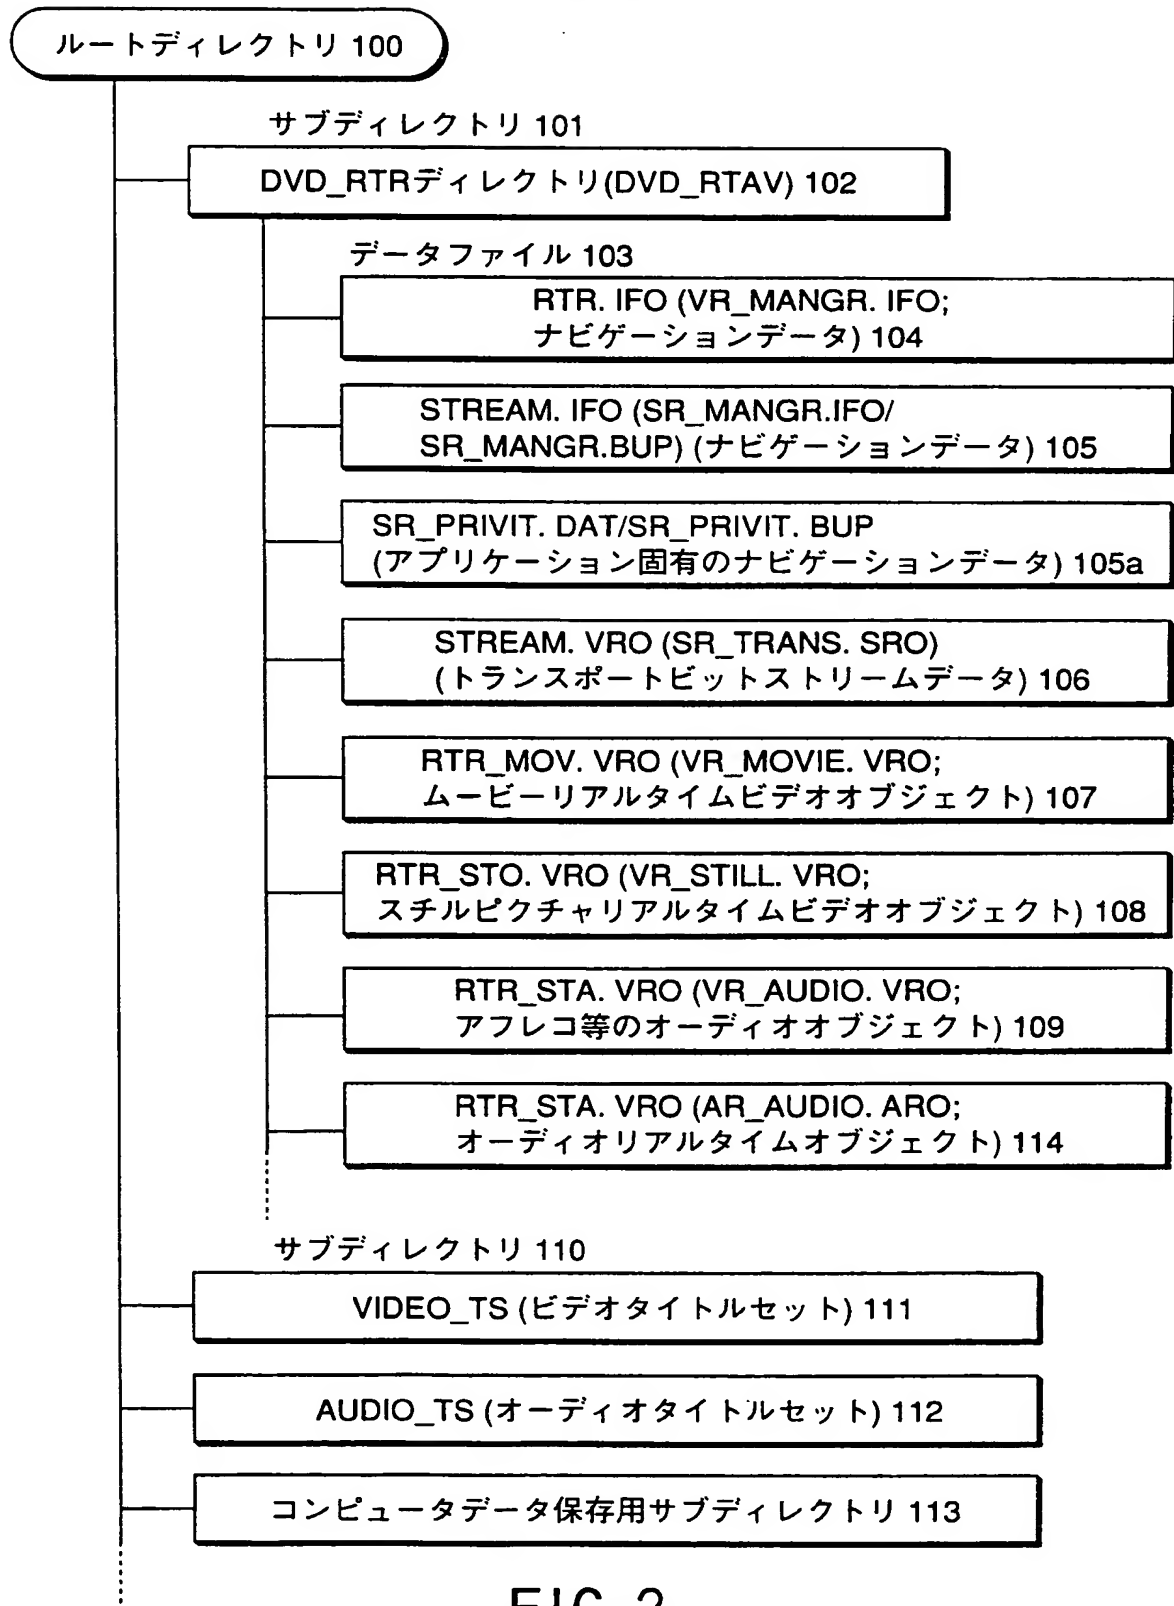 ルートディレクトリ 100
サブディレクトリ 101
DVD_RTRディレクトリ(DVD_RTAV) 102
データファイル 103
RTR. IFO (VR_MANGR. IFO;
ナビゲーションデータ) 104
STREAM. IFO (SR_MANGR.IFO/
SR_MANGR.BUP) (ナビゲーションデータ) 105
SR_PRIVIT. DAT/SR_PRIVIT. BUP
(アプリケーション固有のナビゲーションデータ) 105a
STREAM. VRO (SR_TRANS. SRO)
(トランスポートビットストリームデータ) 106
RTR_MOV. VRO (VR_MOVIE. VRO;
ムービーリアルタイムビデオオブジェクト) 107
RTR_STO. VRO (VR_STILL. VRO;
スチルピクチャリアルタイムビデオオブジェクト) 108
RTR_STA. VRO (VR_AUDIO. VRO;
アフレコ等のオーディオオブジェクト) 109
RTR_STA. VRO (AR_AUDIO. ARO;
オーディオリアルタイムオブジェクト) 114
サブディレクトリ 110
VIDEO_TS (ビデオタイトルセット) 111
AUDIO_TS (オーディオタイトルセット) 112
コンピュータデータ保存用サブディレクトリ 113